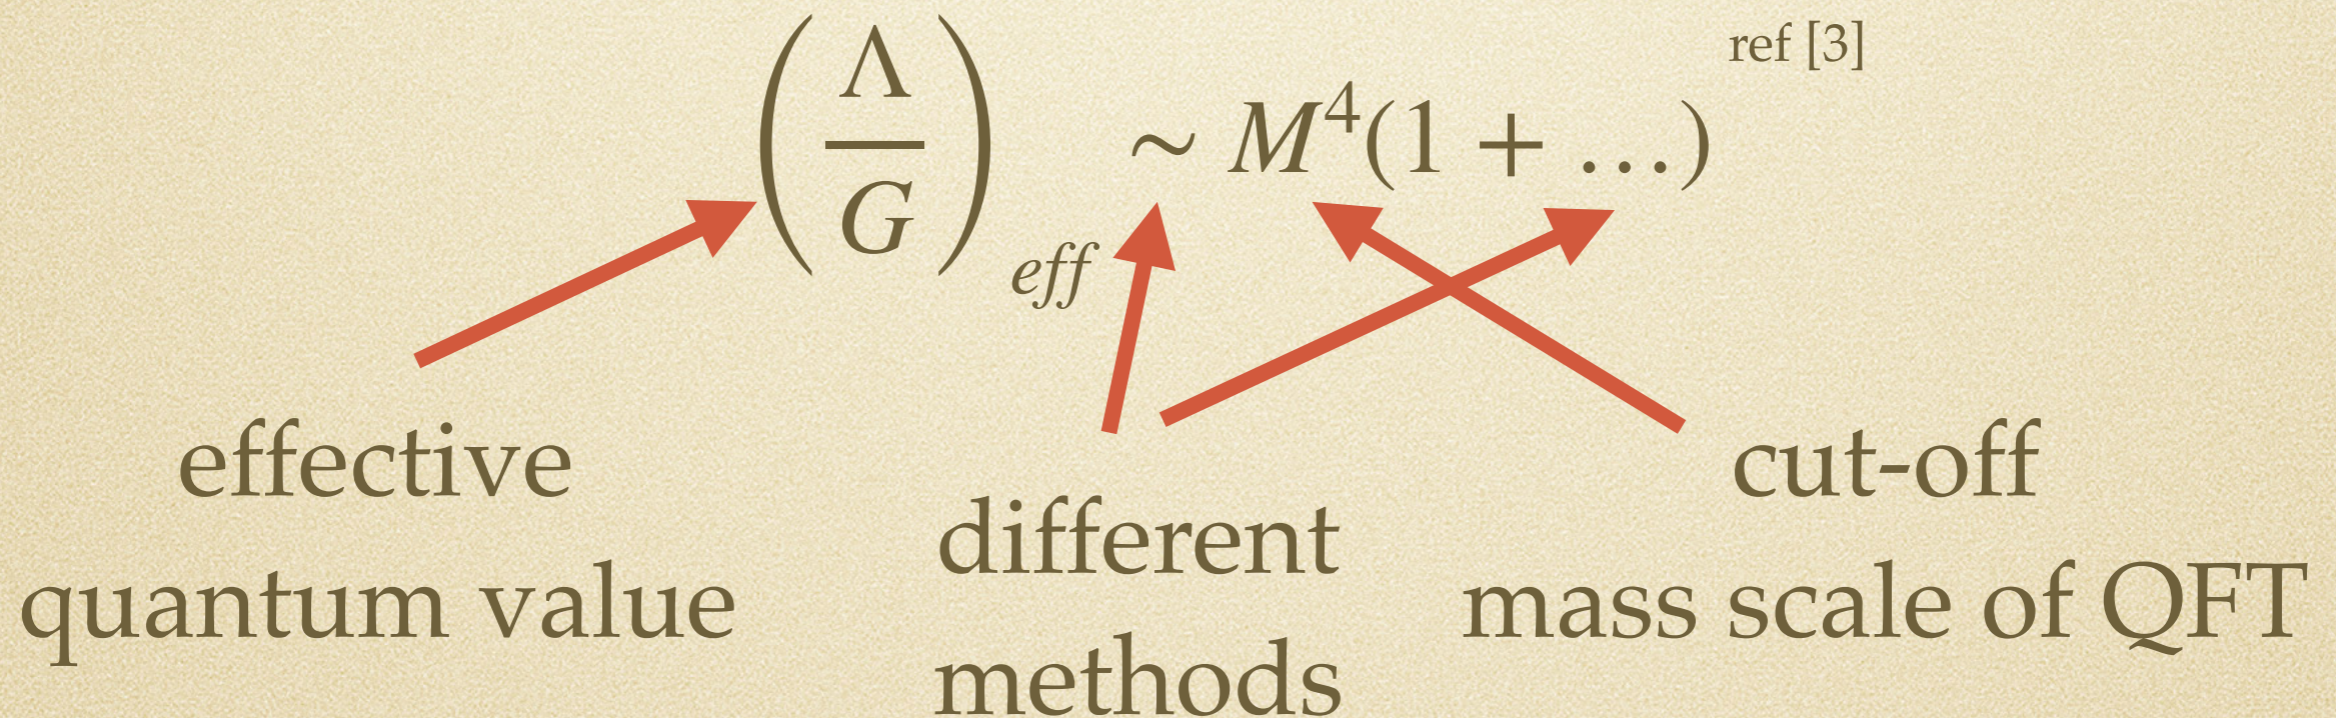 ref [3]
(Λ/G)_eff ~ M⁴(1 + …)
effective
quantum value
different
methods
cut-off
mass scale of QFT